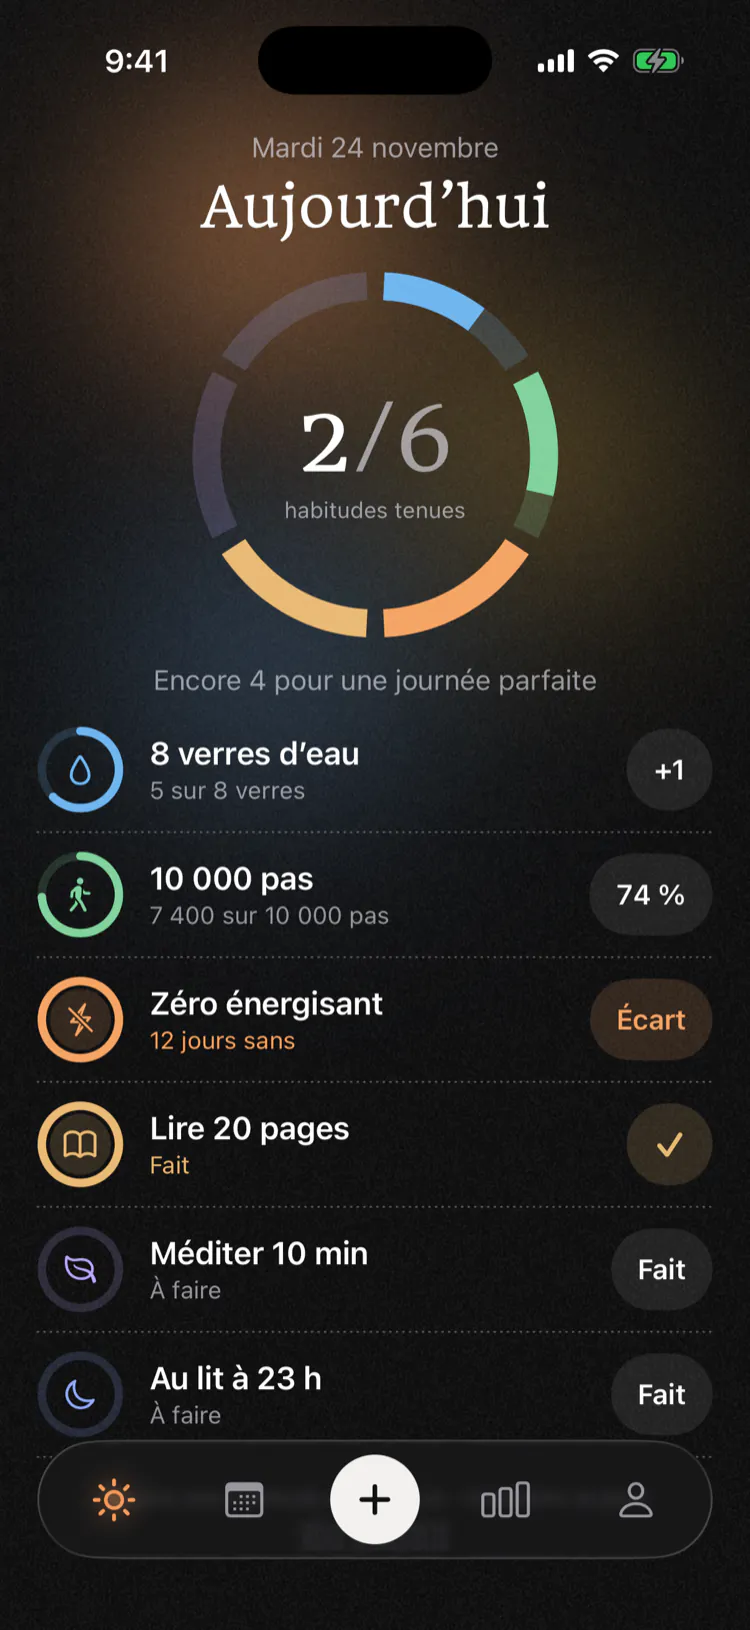 9:41
Mardi 24 novembre
Aujourd’hui
2/6
habitudes tenues
Encore 4 pour une journée parfaite
8 verres d’eau
5 sur 8 verres
+1
10 000 pas
7 400 sur 10 000 pas
74 %
Zéro énergisant
12 jours sans
Écart
Lire 20 pages
Fait
Méditer 10 min
À faire
Fait
Au lit à 23 h
À faire
Fait